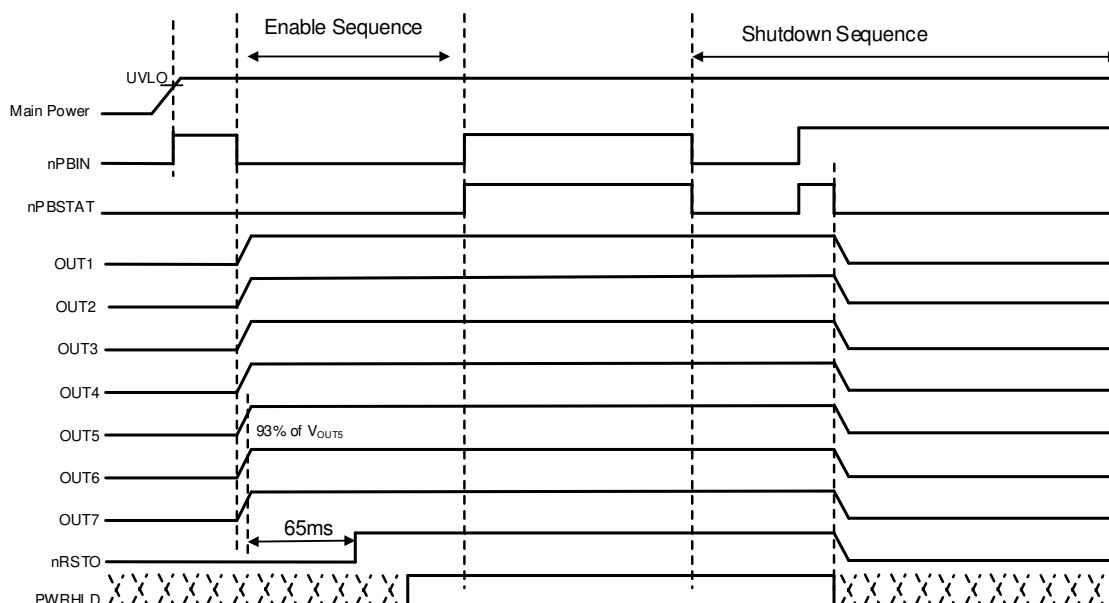 Enable Sequence
Shutdown Sequence
UVLO
Main Power
nPBIN
nPBSTAT
OUT1
OUT2
OUT3
OUT4
OUT5
93% of VOUT5
OUT6
OUT7
65ms
nRSTO
PWRHLD